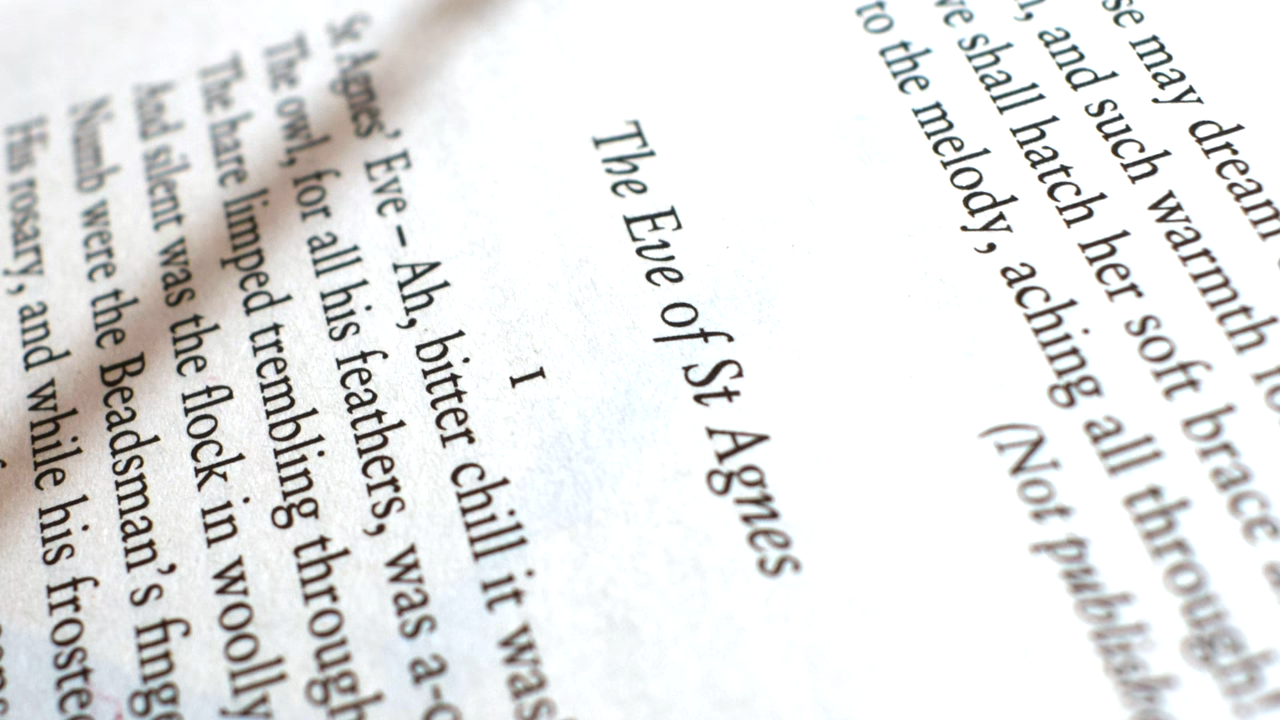 se may dream
and such warmth
shall hatch her soft brace
to the melody, aching all through!
(Not publish
The Eve of St Agnes
I
St Agnes’ Eve – Ah, bitter chill it was
The owl, for all his feathers, was a-c
The hare limped trembling through
And silent was the flock in woolly
Numb were the Beadsman’s finge
His rosary, and while his froste